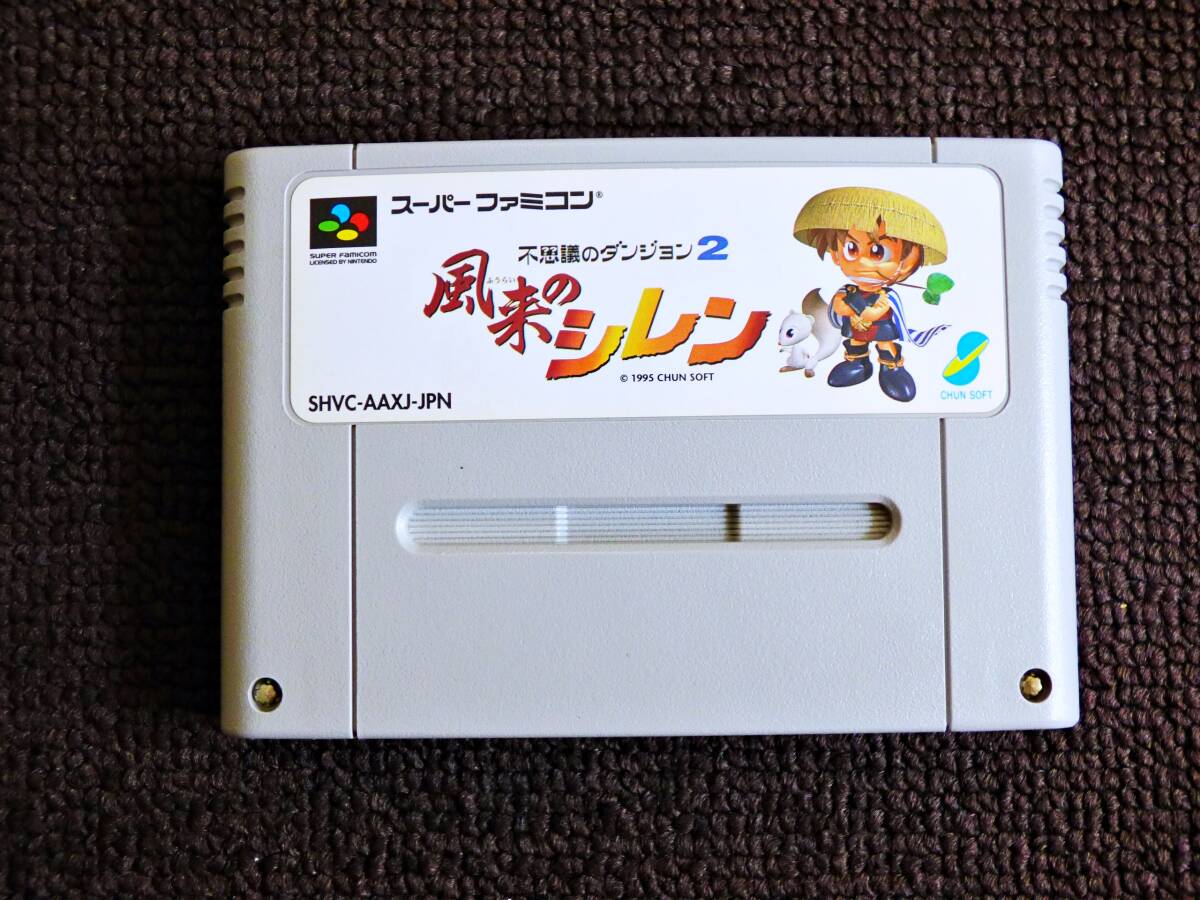 SUPER FAMICOM
LICENSED BY NINTENDO
スーパーファミコン®
不思議のダンジョン2
ふうらい
風来のシレン
© 1995 CHUN SOFT
SHVC-AAXJ-JPN
CHUN SOFT